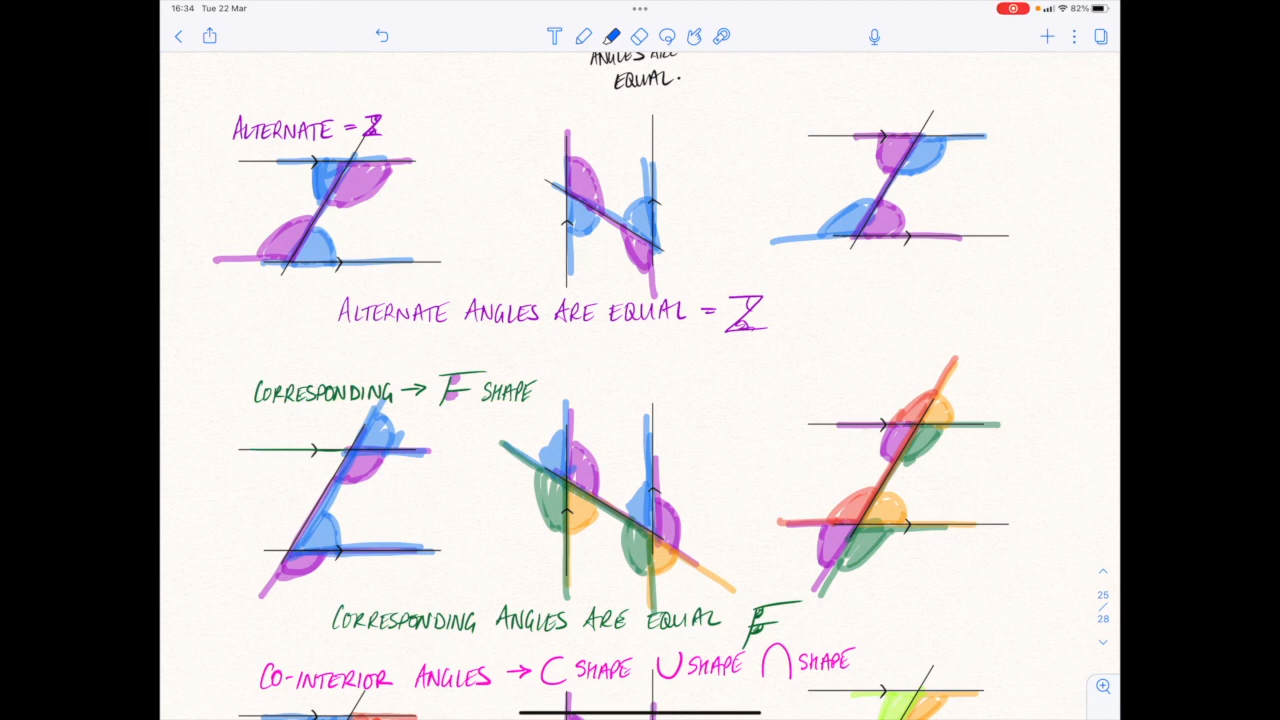 16:34 Tue 22 Mar
82%
T
ANGLES ARE
EQUAL.
ALTERNATE = Z
ALTERNATE ANGLES ARE EQUAL = Z
CORRESPONDING → F SHAPE
CORRESPONDING ANGLES ARE EQUAL F
CO-INTERIOR ANGLES → C SHAPE U SHAPE ∩ SHAPE
25
/
28